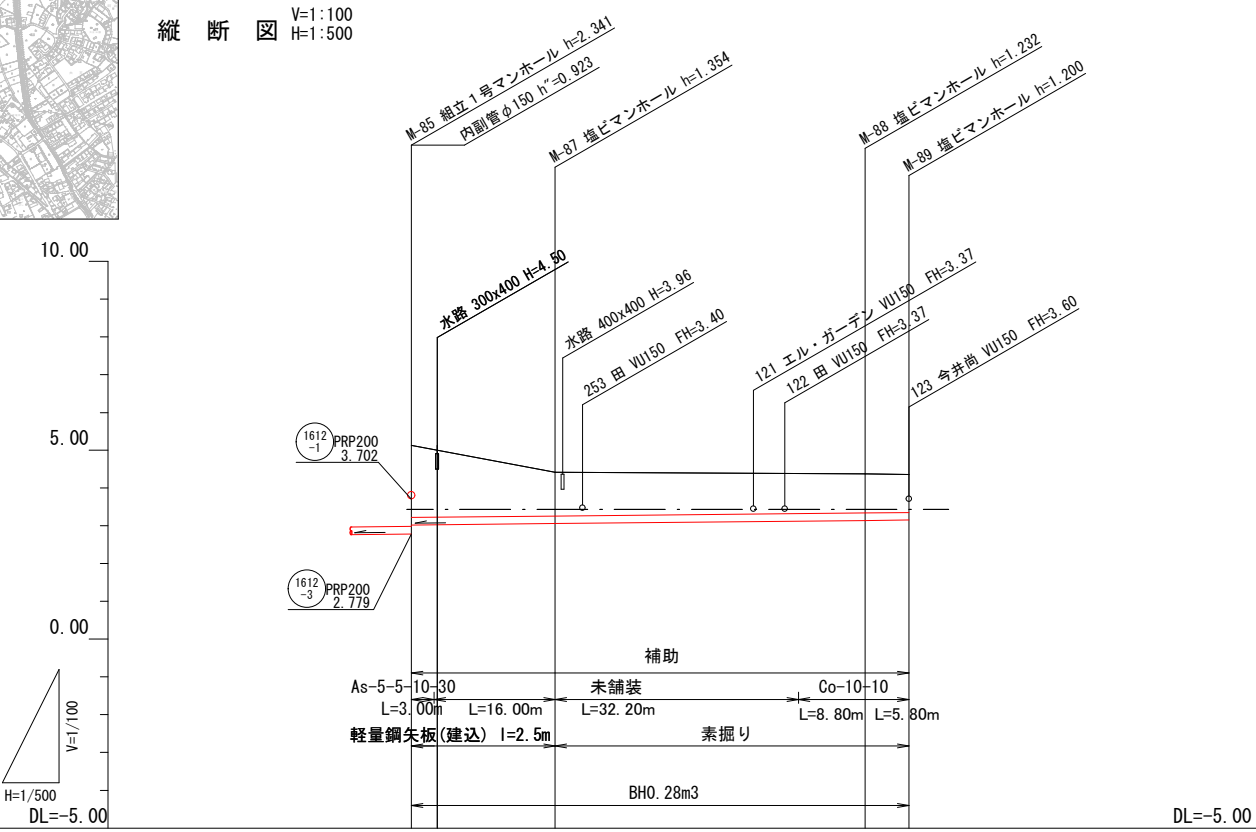 縦 断 図
V=1:100
H=1:500
M-85 組立１号マンホール h=2.341
内副管φ150 h″=0.923
M-87 塩ビマンホール h=1.354
M-88 塩ビマンホール h=1.232
M-89 塩ビマンホール h=1.200
10.00
水路 300x400 H=4.50
水路 400x400 H=3.96
253 田 VU150 FH=3.40
121 エル・ガーデン VU150 FH=3.37
122 田 VU150 FH=3.37
123 今井尚 VU150 FH=3.60
5.00
1612
-1
PRP200
3.702
1612
-3
PRP200
2.779
0.00
補助
As-5-5-10-30
未舗装
Co-10-10
L=3.00m
L=16.00m
L=32.20m
L=8.80m
L=5.80m
軽量鋼矢板(建込) l=2.5m
素掘り
V=1/100
H=1/500
BH0.28m3
DL=-5.00
DL=-5.00